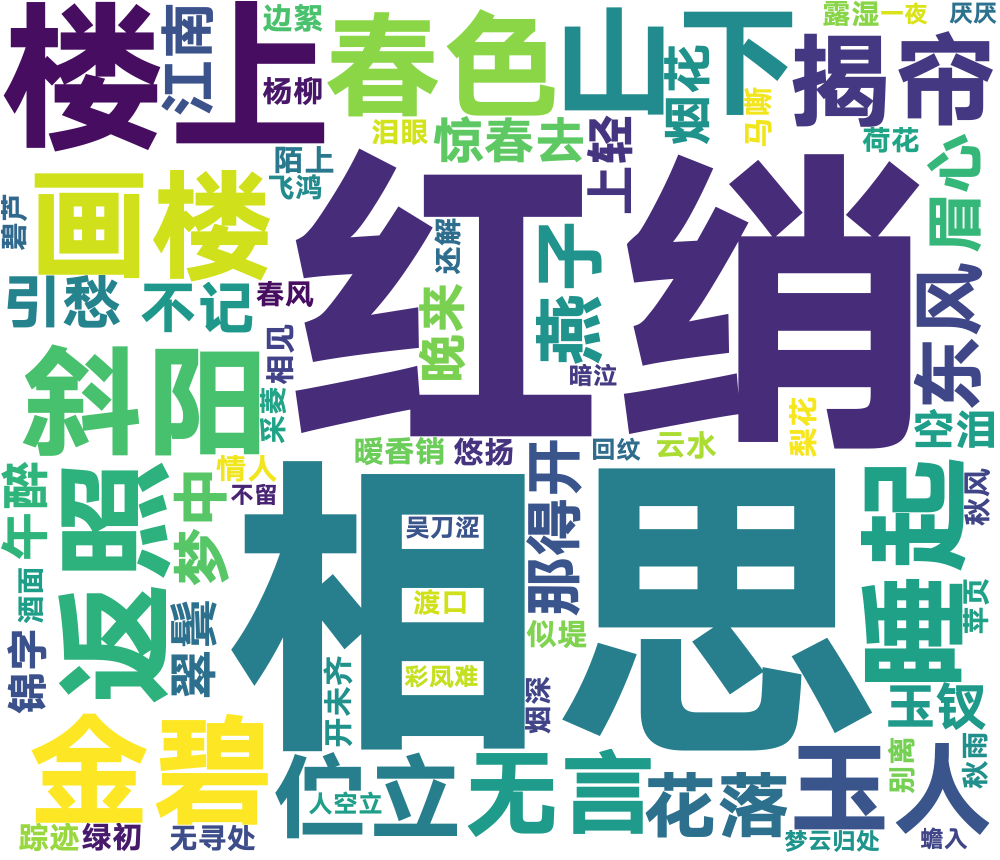 楼上
江南
边絮
杨柳
春色
山下
烟花
马嘶
露湿一夜
厌厌
揭帘
泪眼
惊春去
上轻
荷花
眉心
陌上
飞鸿
碧芦
画楼
红绡
还解
燕子
东风
引愁
不记
春风
相见
晚来
暗泣
斜阳
采菱
梨花
空湓
暧香销
悠扬
回纹
云水
情人
不留
午醉
返照
梦中
相思
吴刀涩
那得开
睡起
秋风
酒面
翠鬓
渡口
似堤
苹页
锦字
开未齐
彩凤难
烟深
玉钗
金碧
伫立
人空立
无言
花落
玉人
别离
秋雨
踪迹
绿初
无寻处
梦云归处
蟾入